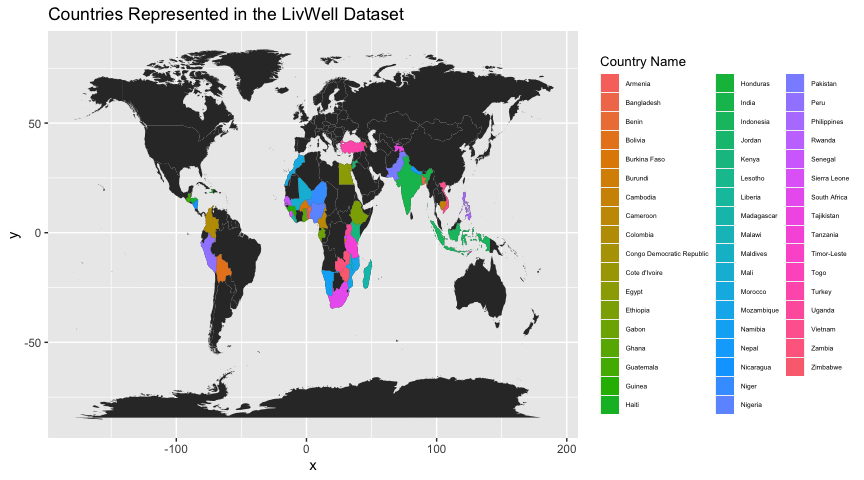 Countries Represented in the LivWell Dataset
y
50
0
-50
-100
0
100
200
x
Country Name
Armenia
Bangladesh
Benin
Bolivia
Burkina Faso
Burundi
Cambodia
Cameroon
Colombia
Congo Democratic Republic
Cote d'Ivoire
Egypt
Ethiopia
Gabon
Ghana
Guatemala
Guinea
Haiti
Honduras
India
Indonesia
Jordan
Kenya
Lesotho
Liberia
Madagascar
Malawi
Maldives
Mali
Morocco
Mozambique
Namibia
Nepal
Nicaragua
Niger
Nigeria
Pakistan
Peru
Philippines
Rwanda
Senegal
Sierra Leone
South Africa
Tajikistan
Tanzania
Timor-Leste
Togo
Turkey
Uganda
Vietnam
Zambia
Zimbabwe